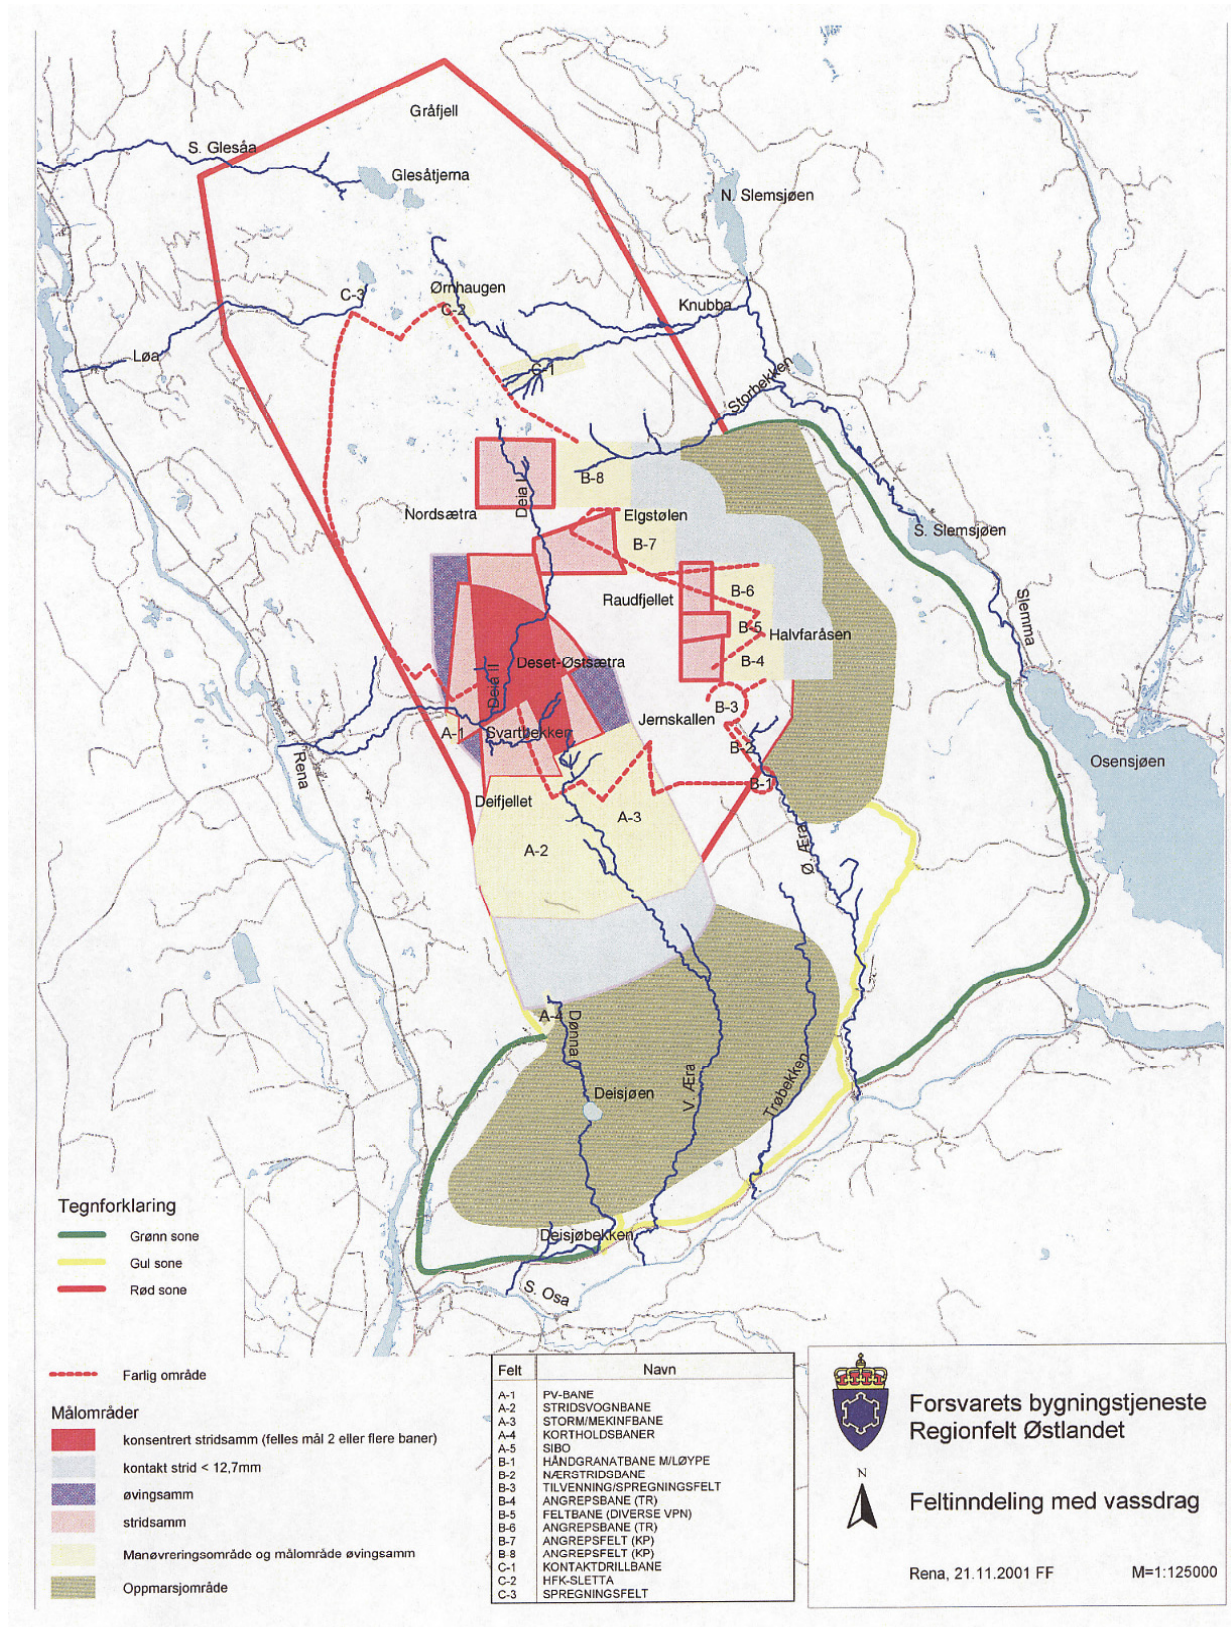 Gråfjell
S. Glesåa
Glesåtjerna
N. Slemsjøen
Ørnhaugen
C-3
C-2
Knubba
Løa
C-1
Storbekken
B-8
Deia I
Nordsætra
Elgstølen
B-7
S. Slemsjøen
B-6
Raudfjellet
Slemma
B-5
Halvfaråsen
Deset-Østsætra
B-4
Deia II
B-3
Jernskallen
A-1
Svartbekken
B-2
Rena
Osensjøen
B-1
Deifjellet
A-3
A-2
Ø. Æra
A-4
Dønna
Deisjøen
V. Æra
Trøbekken
Deisjøbekken
S. Osa
Tegnforklaring
Grønn sone
Gul sone
Rød sone
Farlig område
Målområder
konsentrert stridsamm (felles mål 2 eller flere baner)
kontakt strid < 12,7mm
øvingsamm
stridsamm
Manøvreringsområde og målområde øvingsamm
Oppmarsjområde
Felt Navn
A-1 PV-BANE
A-2 STRIDSVOGNBANE
A-3 STORM/MEKINFBANE
A-4 KORTHOLDSBANER
A-5 SIBO
B-1 HÅNDGRANATBANE M/LØYPE
B-2 NÆRSTRIDSBANE
B-3 TILVENNING/SPREGNINGSFELT
B-4 ANGREPSBANE (TR)
B-5 FELTBANE (DIVERSE VPN)
B-6 ANGREPSBANE (TR)
B-7 ANGREPSFELT (KP)
B-8 ANGREPSFELT (KP)
C-1 KONTAKTDRILLBANE
C-2 HFK-SLETTA
C-3 SPREGNINGSFELT
Forsvarets bygningstjeneste
Regionfelt Østlandet
N
Feltinndeling med vassdrag
Rena, 21.11.2001 FF M=1:125000